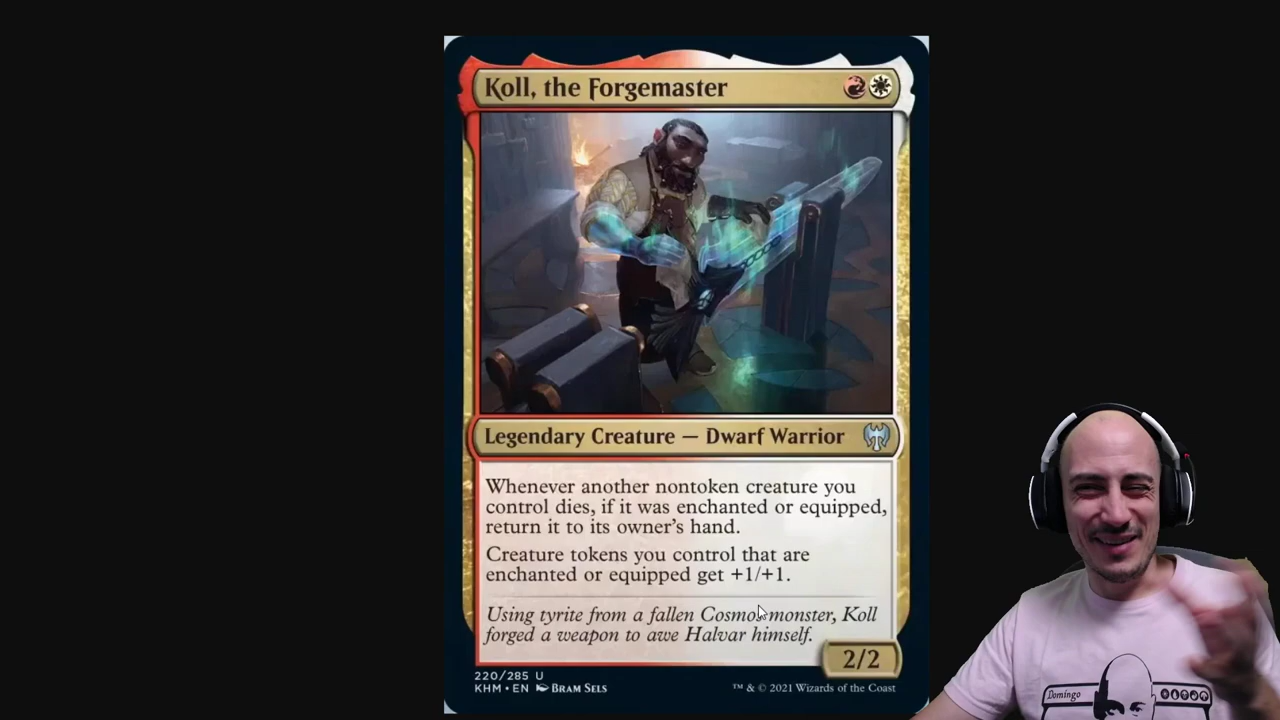 Koll, the Forgemaster
Legendary Creature — Dwarf Warrior
Whenever another nontoken creature you
control dies, if it was enchanted or equipped,
return it to its owner's hand.
Creature tokens you control that are
enchanted or equipped get +1/+1.
Using tyrite from a fallen Cosmos monster, Koll
forged a weapon to awe Halvar himself.
2/2
220/285 U
KHM • EN Bram Sels
™ & © 2021 Wizards of the Coast
Domingo